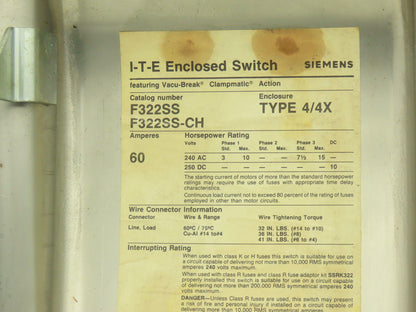 I-T-E Enclosed Switch SIEMENS
featuring Vacu-Break® Clampmatic® Action
Catalog number Enclosure
F322SS TYPE 4/4X
F322SS-CH
Amperes Horsepower Rating
Volts Phase 1 Phase 2 Phase 3 DC
Std. Max. Std. Max. Std. Max.
60 240 AC 3 10 — — 7½ 15 —
250 DC — — — — — — 10
The starting current of motors of more than the standard horsepower
ratings may require the use of fuses with appropriate time delay
characteristics.
Continuous load current not to exceed 80 percent of the rating of fuses
employed in other than motor circuits.
Wire Connector Information
Connector Wire & Range Wire Tightening Torque
Line, Load 60ºC / 75ºC 32 IN. LBS. (#14 to #10)
Cu-Al #14 to #4 36 IN. LBS. (#8)
41 IN. LBS. (#6 to #4)
Interrupting Rating
When used with class K or H fuses this switch is suitable for use on
a circuit capable of delivering not more than 10,000 RMS symmetrical
amperes 240 volts maximum.
When used with class R fuses and class R fuse adaptor kit SSRK322
properly installed this switch is suitable for use on a circuit
capable of delivering not more than 200,000 RMS symmetrical amperes 240
volts maximum.
DANGER—Unless Class R fuses are used, this switch may present
a risk of fire and personal injury if installed on a circuit capable of
delivering more than 10,000 RMS symmetrical